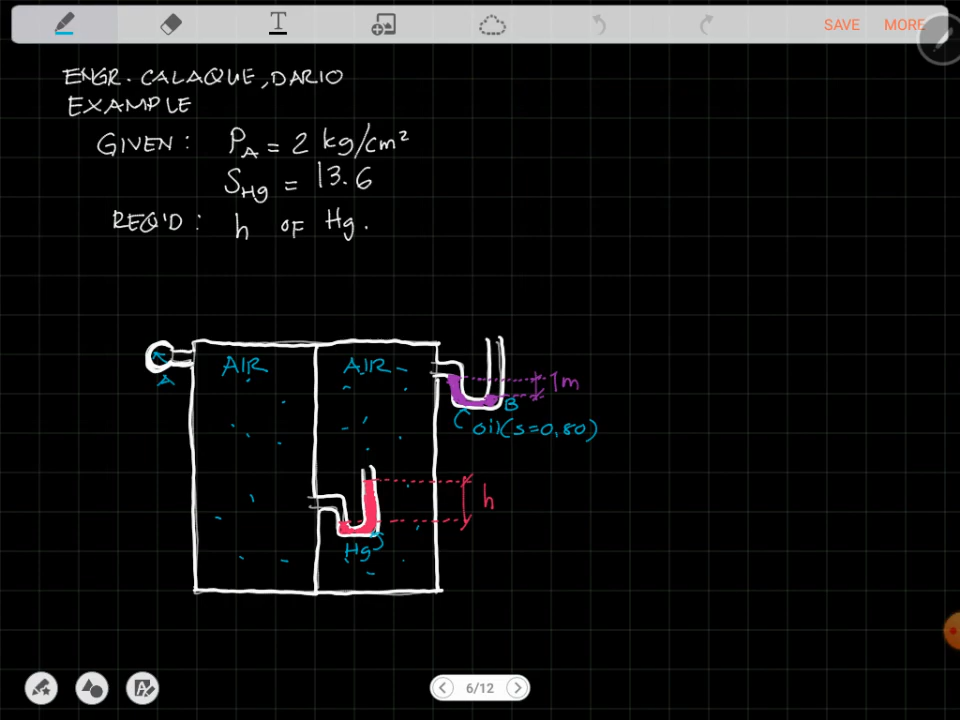 SAVE MORE
ENGR. CALAQUE, DARIO
EXAMPLE
GIVEN : PA = 2 kg/cm²
SHg = 13.6
REQ'D : h OF Hg.
AIR AIR
A
1m
B
oil(s=0.80)
h
Hg
6/12